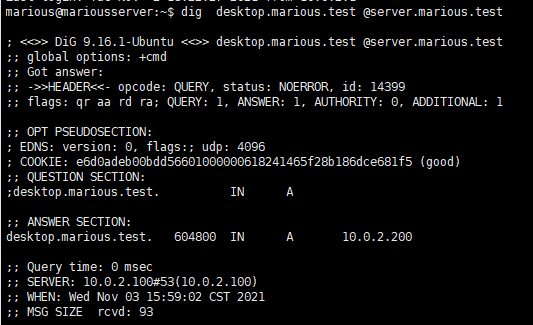 marious@mariousserver:~$ dig  desktop.marious.test @server.marious.test
; <<>> DiG 9.16.1-Ubuntu <<>> desktop.marious.test @server.marious.test
;; global options: +cmd
;; Got answer:
;; ->>HEADER<<- opcode: QUERY, status: NOERROR, id: 14399
;; flags: qr aa rd ra; QUERY: 1, ANSWER: 1, AUTHORITY: 0, ADDITIONAL: 1
;; OPT PSEUDOSECTION:
; EDNS: version: 0, flags:; udp: 4096
; COOKIE: e6d0adeb00bdd56601000000618241465f28b186dce681f5 (good)
;; QUESTION SECTION:
;desktop.marious.test.          IN      A
;; ANSWER SECTION:
desktop.marious.test.   604800  IN      A       10.0.2.200
;; Query time: 0 msec
;; SERVER: 10.0.2.100#53(10.0.2.100)
;; WHEN: Wed Nov 03 15:59:02 CST 2021
;; MSG SIZE  rcvd: 93